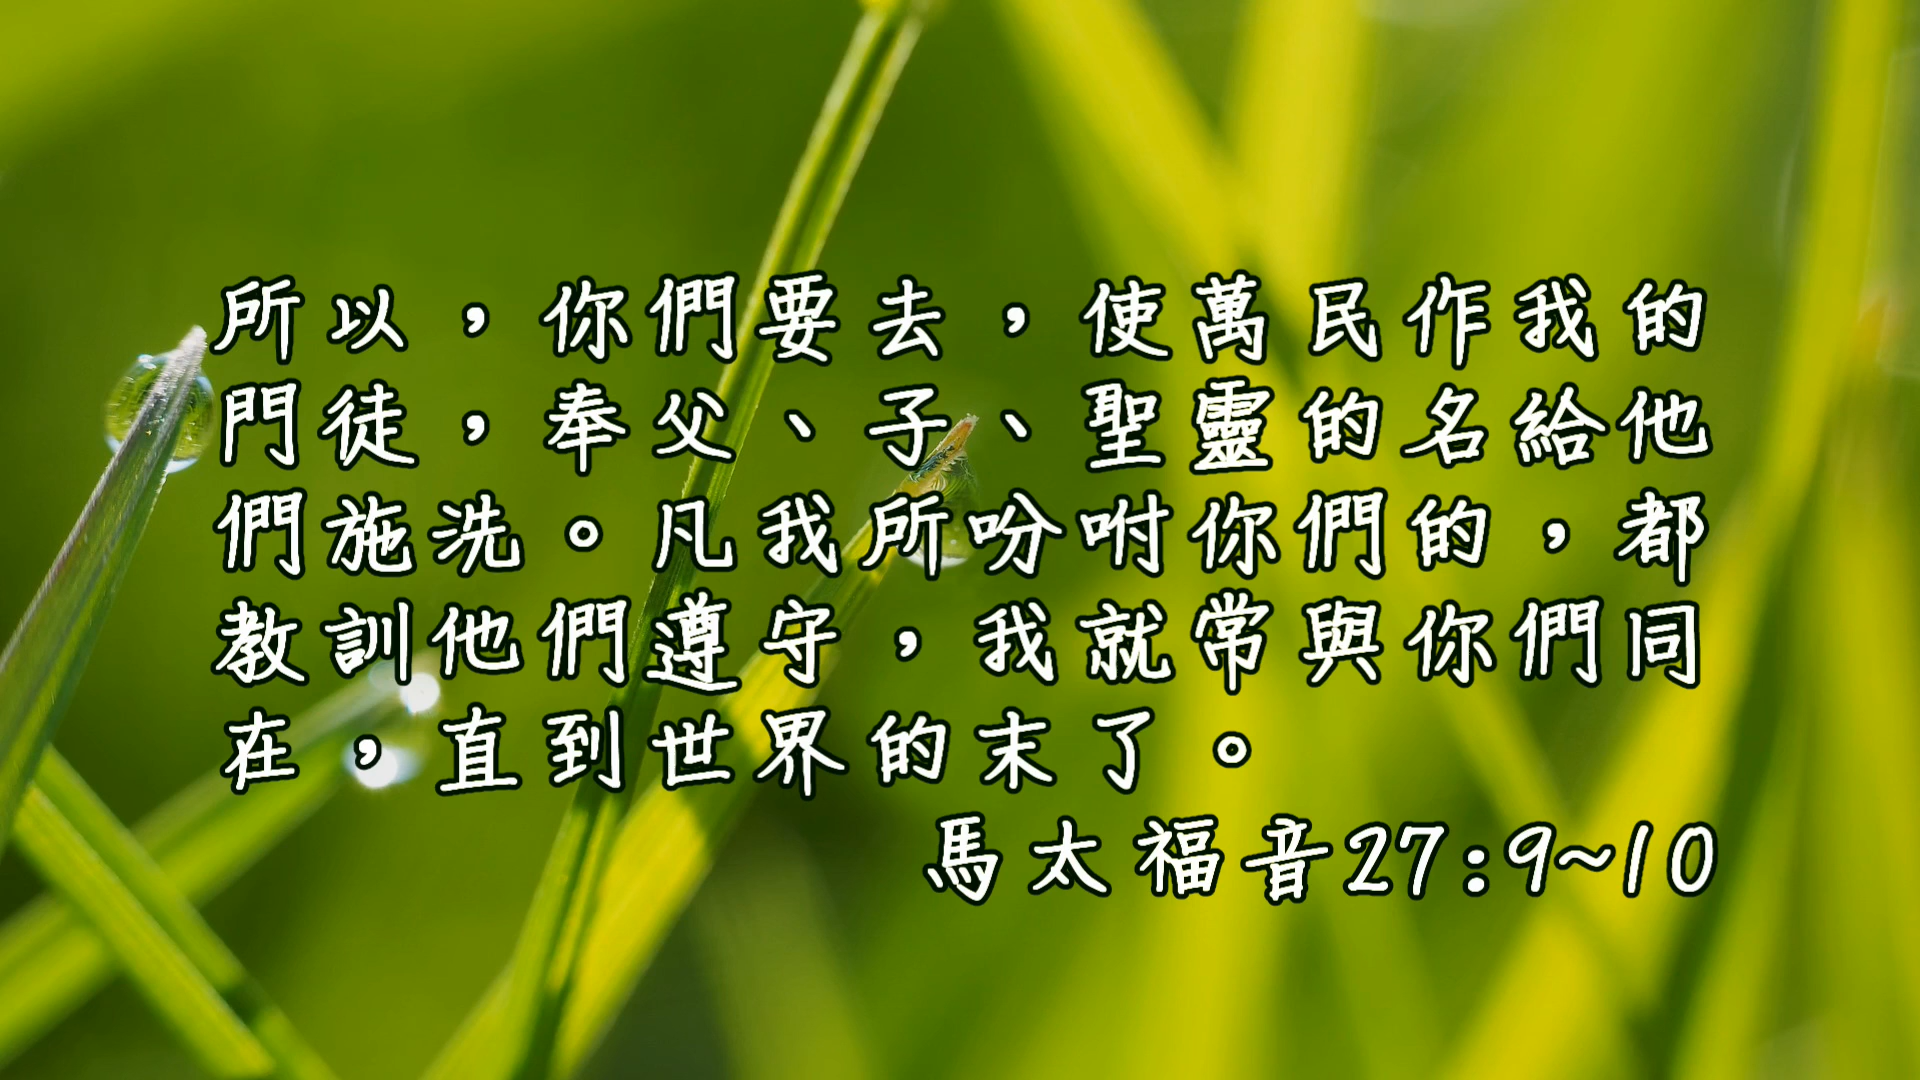 所以，你們要去，使萬民作我的
門徒，奉父、子、聖靈的名給他
們施洗。凡我所吩咐你們的，都
教訓他們遵守，我就常與你們同
在，直到世界的末了。
馬太福音27:9~10